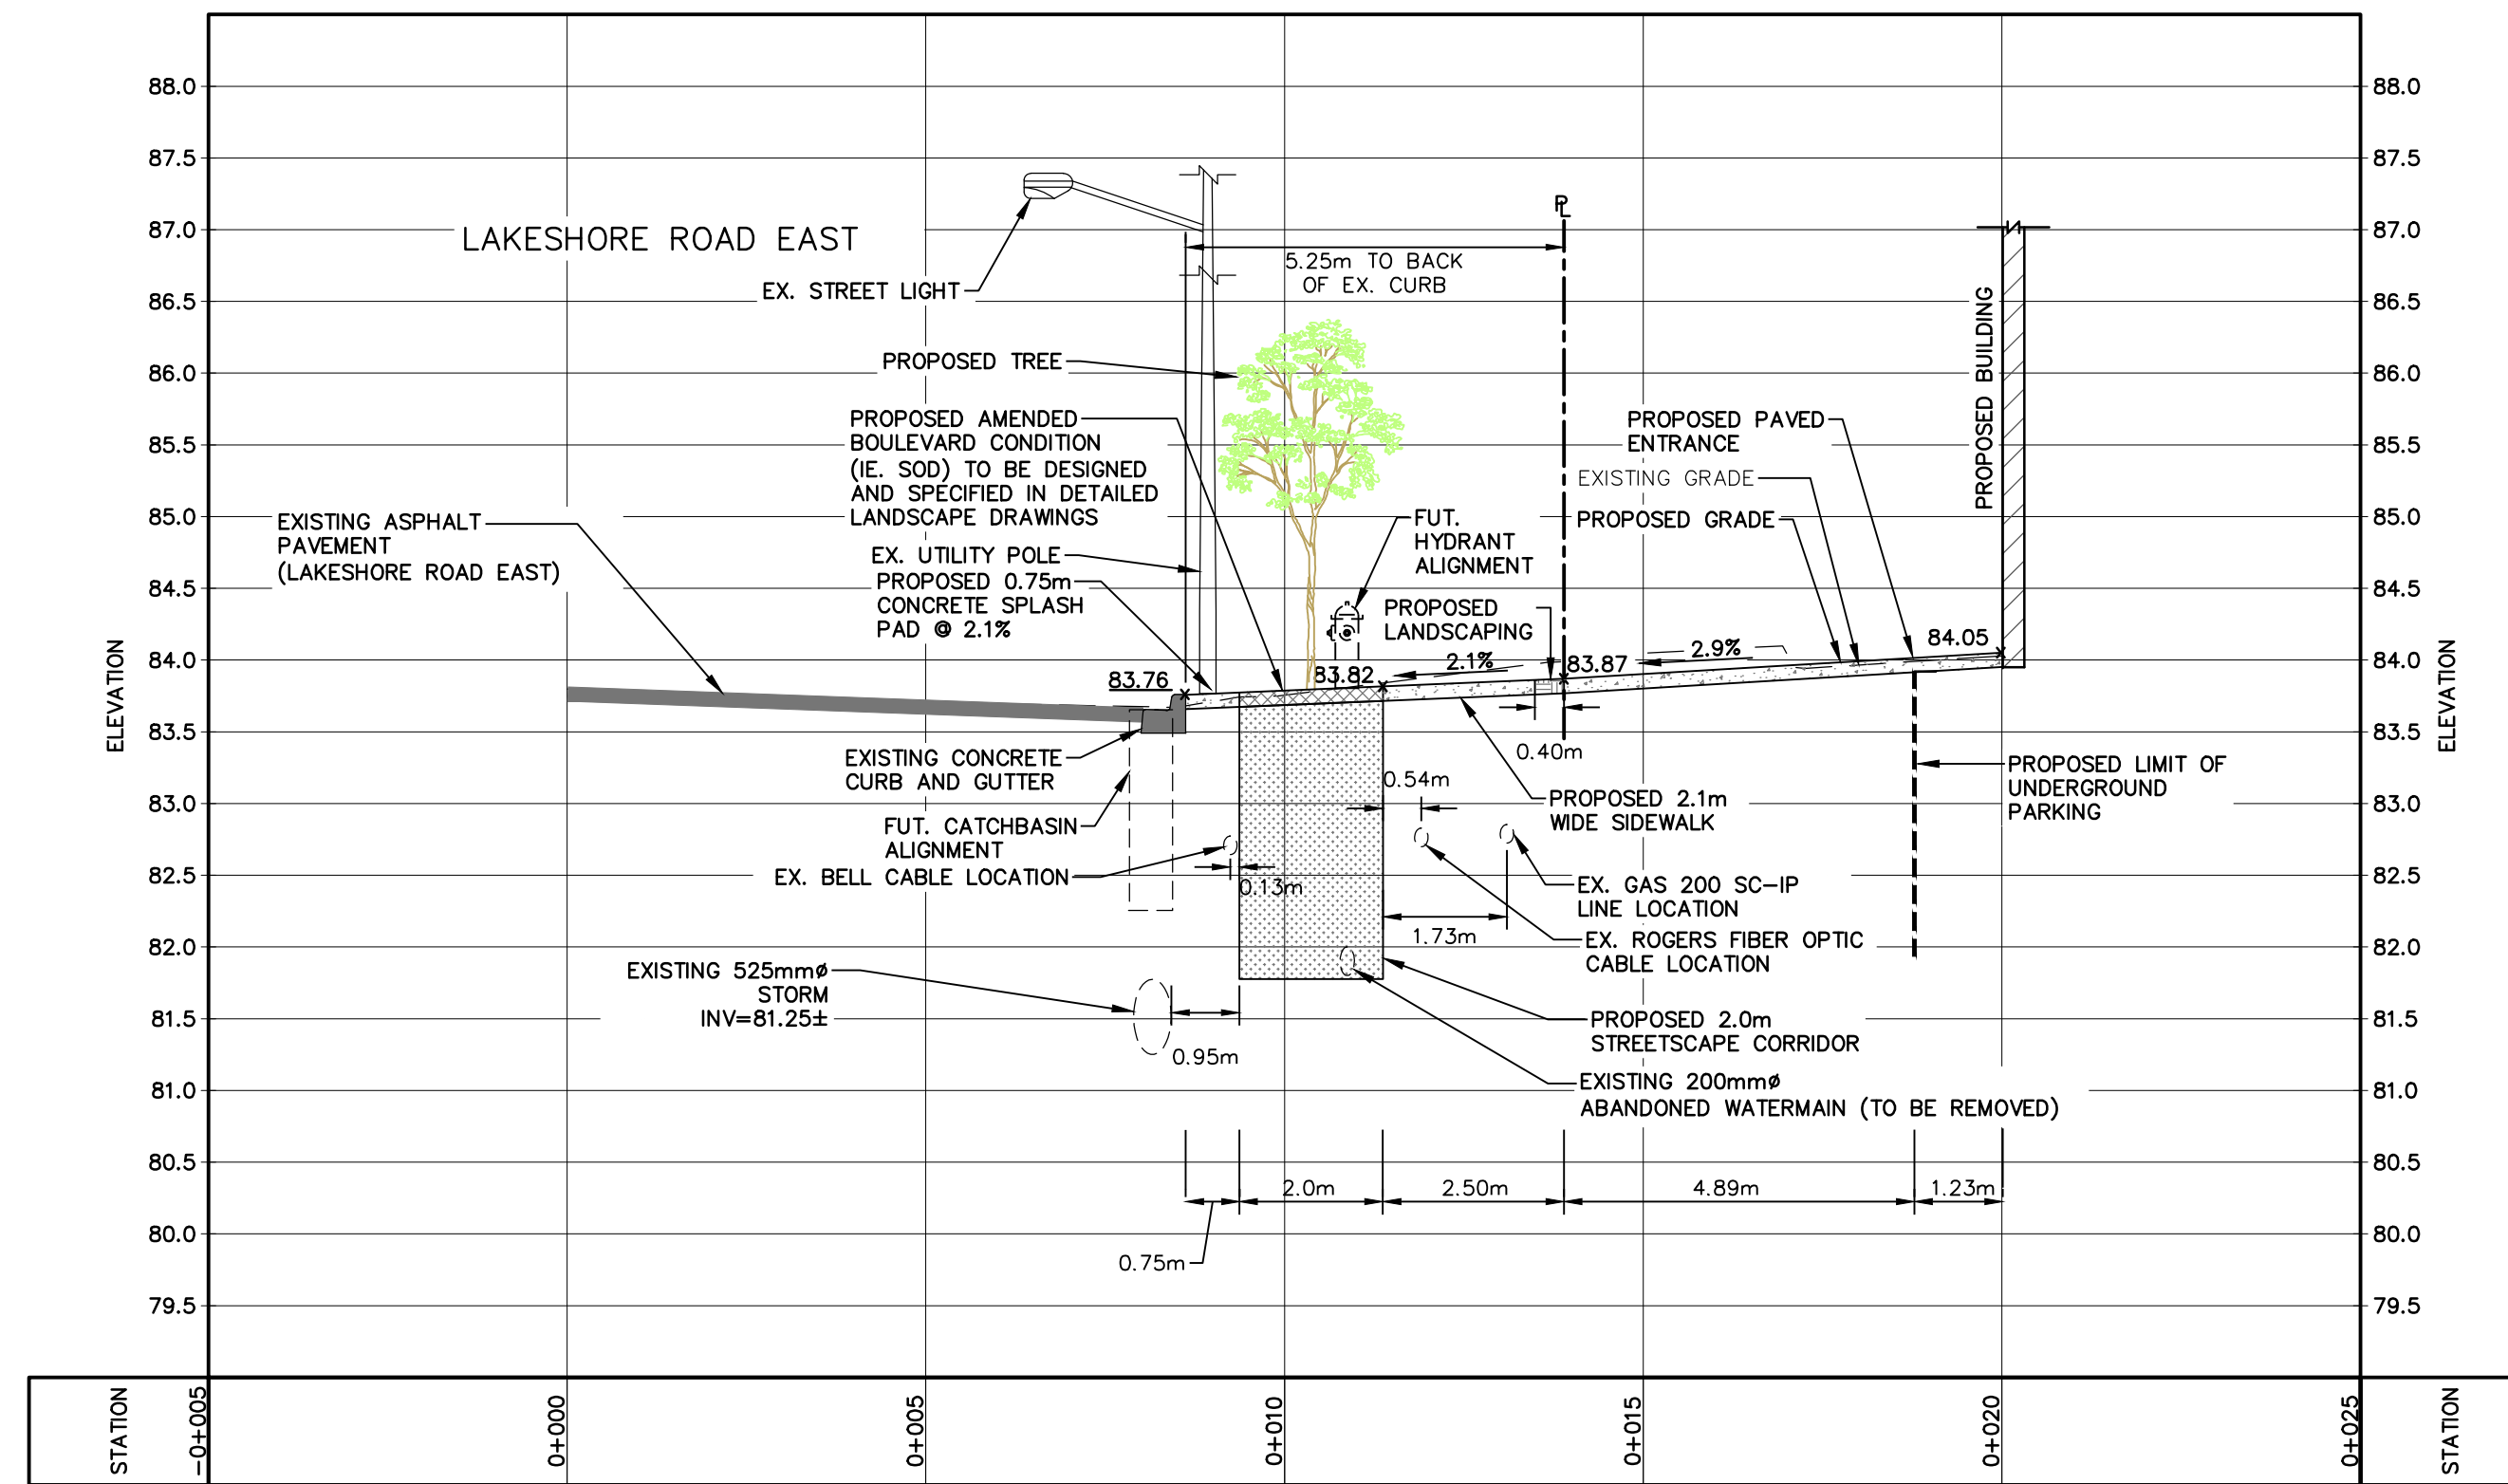 88.0
88.0
87.5
87.5
87.0
87.0
86.5
86.5
86.0
86.0
85.5
85.5
85.0
85.0
84.5
84.5
84.0
84.0
83.5
83.5
83.0
83.0
82.5
82.5
82.0
82.0
81.5
81.5
81.0
81.0
80.5
80.5
80.0
80.0
79.5
79.5
ELEVATION
ELEVATION
LAKESHORE ROAD EAST
EX. STREET LIGHT
PL
5.25m TO BACK
OF EX. CURB
PROPOSED TREE
PROPOSED AMENDED
BOULEVARD CONDITION
(IE. SOD) TO BE DESIGNED
AND SPECIFIED IN DETAILED
LANDSCAPE DRAWINGS
EXISTING ASPHALT
PAVEMENT
(LAKESHORE ROAD EAST)
EX. UTILITY POLE
PROPOSED 0.75m
CONCRETE SPLASH
PAD @ 2.1%
FUT.
HYDRANT
ALIGNMENT
PROPOSED
LANDSCAPING
PROPOSED PAVED
ENTRANCE
EXISTING GRADE
PROPOSED GRADE
PROPOSED BUILDING
83.76
83.82
2.1%
83.87
2.9%
84.05
EXISTING CONCRETE
CURB AND GUTTER
FUT. CATCHBASIN
ALIGNMENT
EX. BELL CABLE LOCATION
0.13m
0.54m
0.40m
1.73m
PROPOSED 2.1m
WIDE SIDEWALK
PROPOSED LIMIT OF
UNDERGROUND
PARKING
EX. GAS 200 SC-IP
LINE LOCATION
EX. ROGERS FIBER OPTIC
CABLE LOCATION
EXISTING 525mmø
STORM
INV=81.25±
0.95m
PROPOSED 2.0m
STREETSCAPE CORRIDOR
EXISTING 200mmø
ABANDONED WATERMAIN (TO BE REMOVED)
0.75m
2.0m
2.50m
4.89m
1.23m
STATION
-0+005
0+000
0+005
0+010
0+015
0+020
0+025
STATION